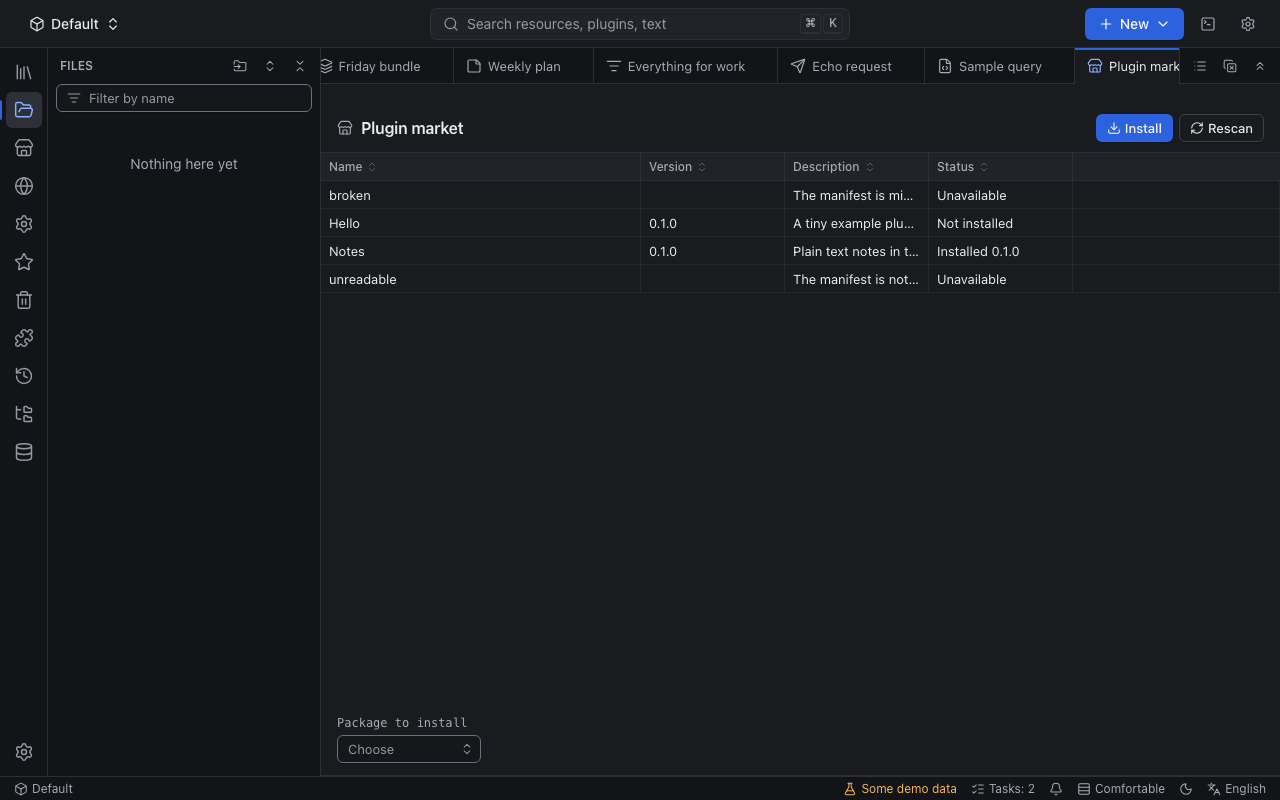 Default
Search resources, plugins, text
⌘ K
New
FILES
Filter by name
Nothing here yet
Friday bundle
Weekly plan
Everything for work
Echo request
Sample query
Plugin mark
Plugin market
Install
Rescan
Name Version Description Status
broken The manifest is mi... Unavailable
Hello 0.1.0 A tiny example plu... Not installed
Notes 0.1.0 Plain text notes in t... Installed 0.1.0
unreadable The manifest is not... Unavailable
Package to install
Choose
Default
Some demo data
Tasks: 2
Comfortable
English